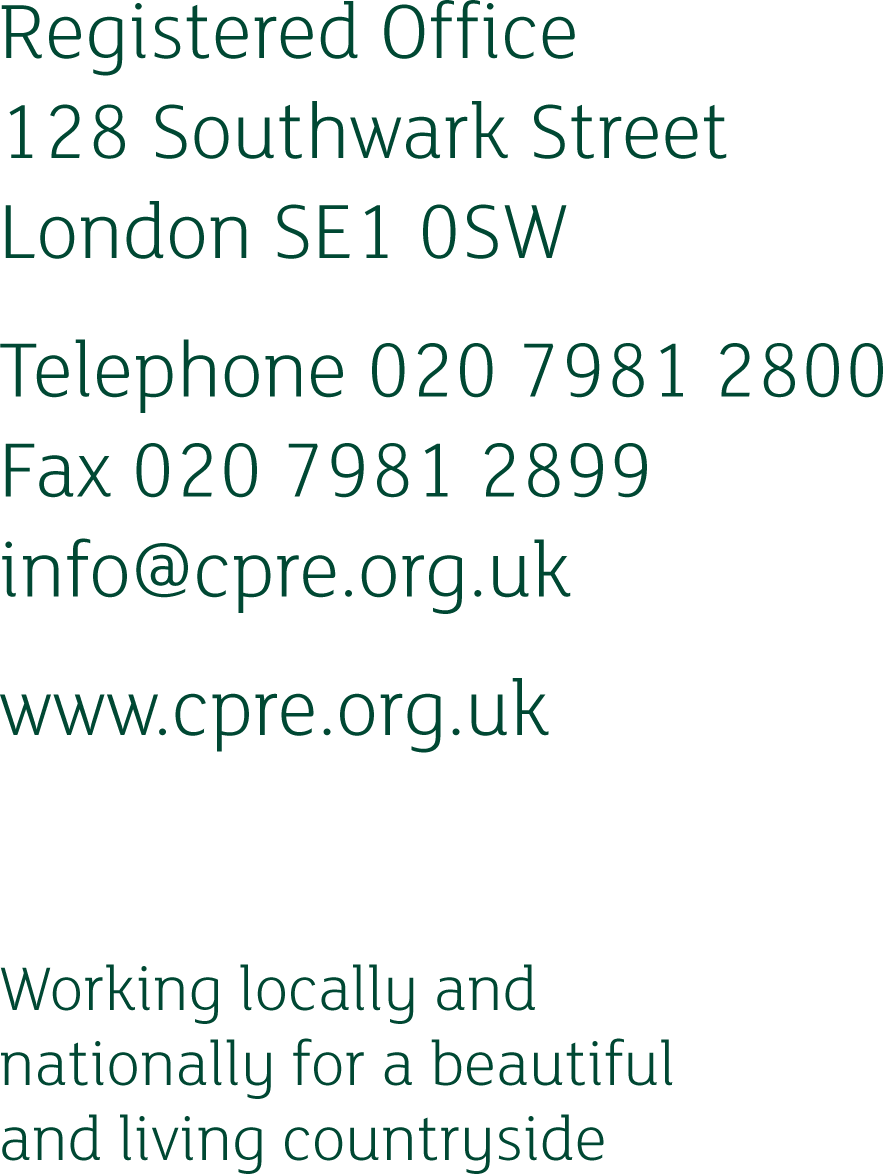 Registered Office
128 Southwark Street
London SE1 0SW
Telephone 020 7981 2800
Fax 020 7981 2899
info@cpre.org.uk
www.cpre.org.uk
Working locally and
nationally for a beautiful
and living countryside